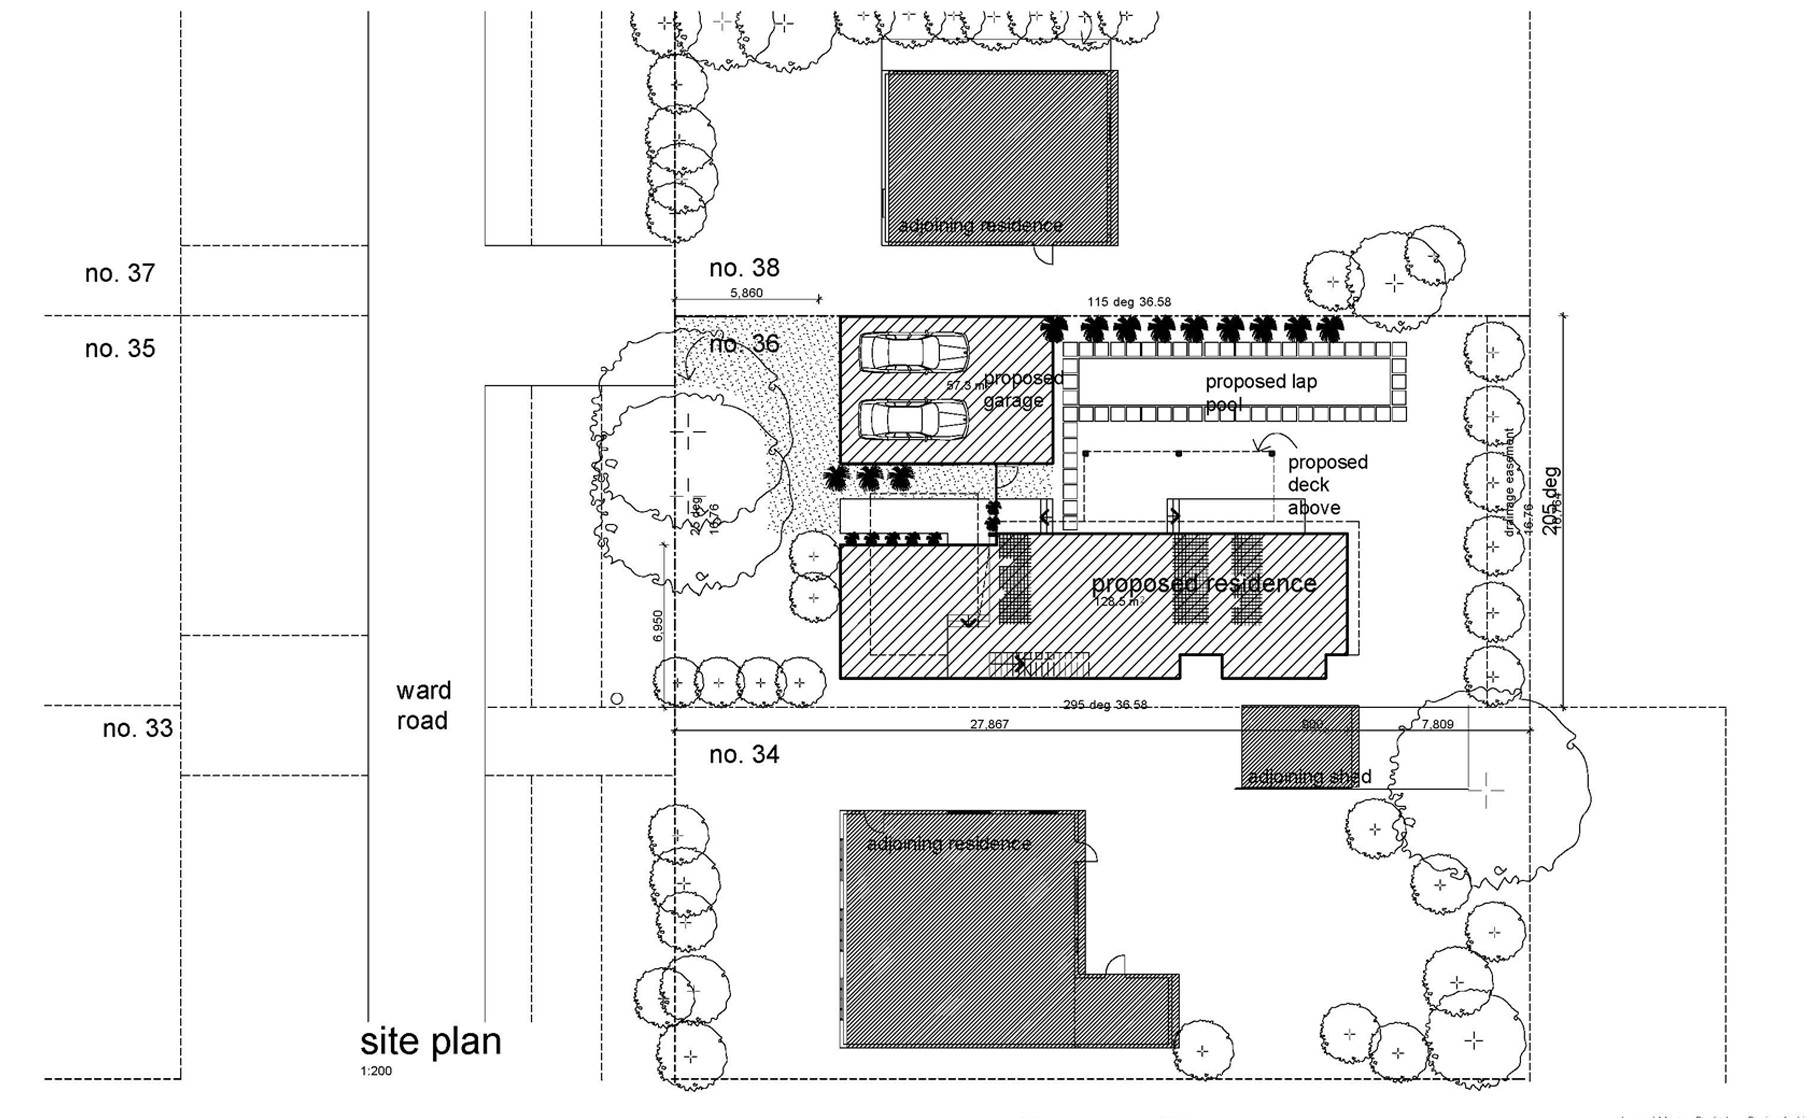 adjoining residence
no. 37
no. 38
5,860
115 deg 36.58
no. 35
no. 36
proposed
garage
57.3 m²
proposed lap
pool
proposed
deck
above
drainage easement
16.76
205 deg
25 deg
16.76
proposed residence
128.5 m²
6,950
ward
road
295 deg 36.58
no. 33
27,867
800
7,809
no. 34
adjoining shed
adjoining residence
site plan
1:200